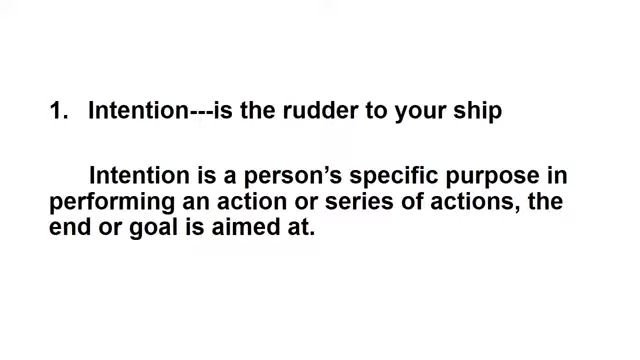 1. Intention---is the rudder to your ship
Intention is a person’s specific purpose in
performing an action or series of actions, the
end or goal is aimed at.